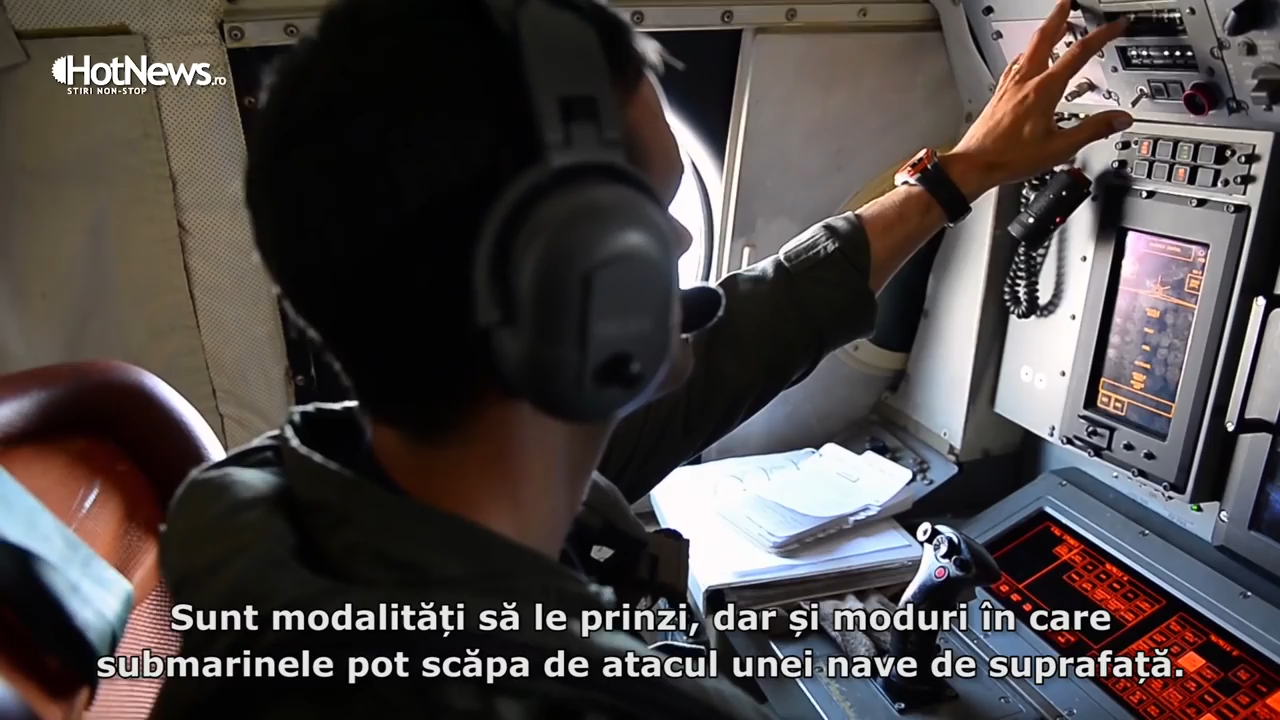 HotNews.ro
STIRI NON-STOP
Sunt modalități să le prinzi, dar și moduri în care
submarinele pot scăpa de atacul unei nave de suprafață.